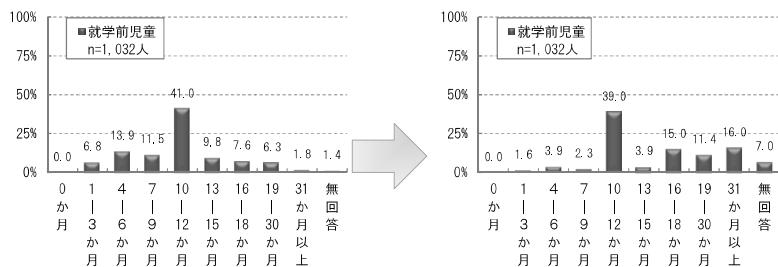 100%
75%
50%
25%
0%
■就学前児童
n=1,032人
0.0
6.8
13.9
11.5
41.0
9.8
7.6
6.3
1.8
1.4
0か月
1―3か月
4―6か月
7―9か月
10―12か月
13―15か月
16―18か月
19―30か月
31か月以上
無回答
100%
75%
50%
25%
0%
■就学前児童
n=1,032人
0.0
1.6
3.9
2.3
39.0
3.9
15.0
11.4
16.0
7.0
0か月
1―3か月
4―6か月
7―9か月
10―12か月
13―15か月
16―18か月
19―30か月
31か月以上
無回答